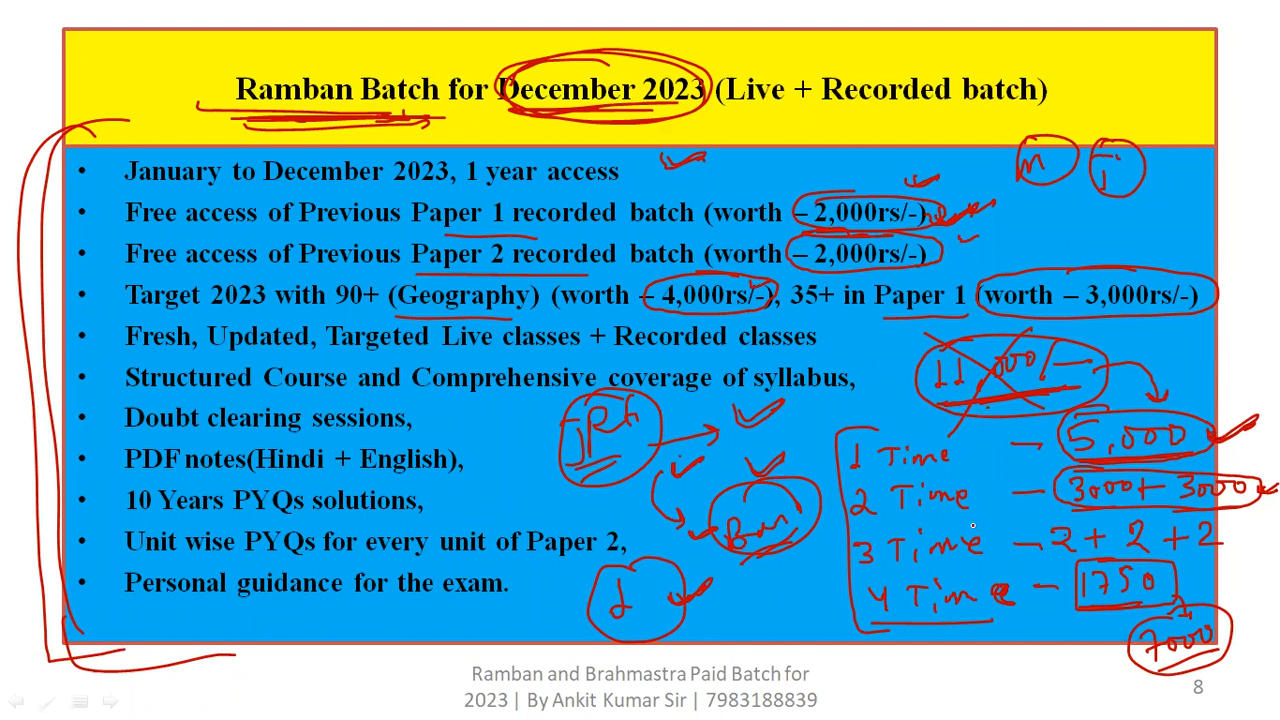 Ramban Batch for December 2023 (Live + Recorded batch)
• January to December 2023, 1 year access
• Free access of Previous Paper 1 recorded batch (worth – 2,000rs/-)
• Free access of Previous Paper 2 recorded batch (worth – 2,000rs/-)
• Target 2023 with 90+ (Geography) (worth – 4,000rs/-), 35+ in Paper 1 (worth – 3,000rs/-)
• Fresh, Updated, Targeted Live classes + Recorded classes
• Structured Course and Comprehensive coverage of syllabus,
• Doubt clearing sessions,
• PDF notes(Hindi + English),
• 10 Years PYQs solutions,
• Unit wise PYQs for every unit of Paper 2,
• Personal guidance for the exam.
11,000/-
1 Time – 5,000
2 Time – 3000+ 3000
3 Time – 2 + 2 + 2
4 Time – 1750
7000
JRF
Ramban and Brahmastra Paid Batch for
2023 | By Ankit Kumar Sir | 7983188839
8